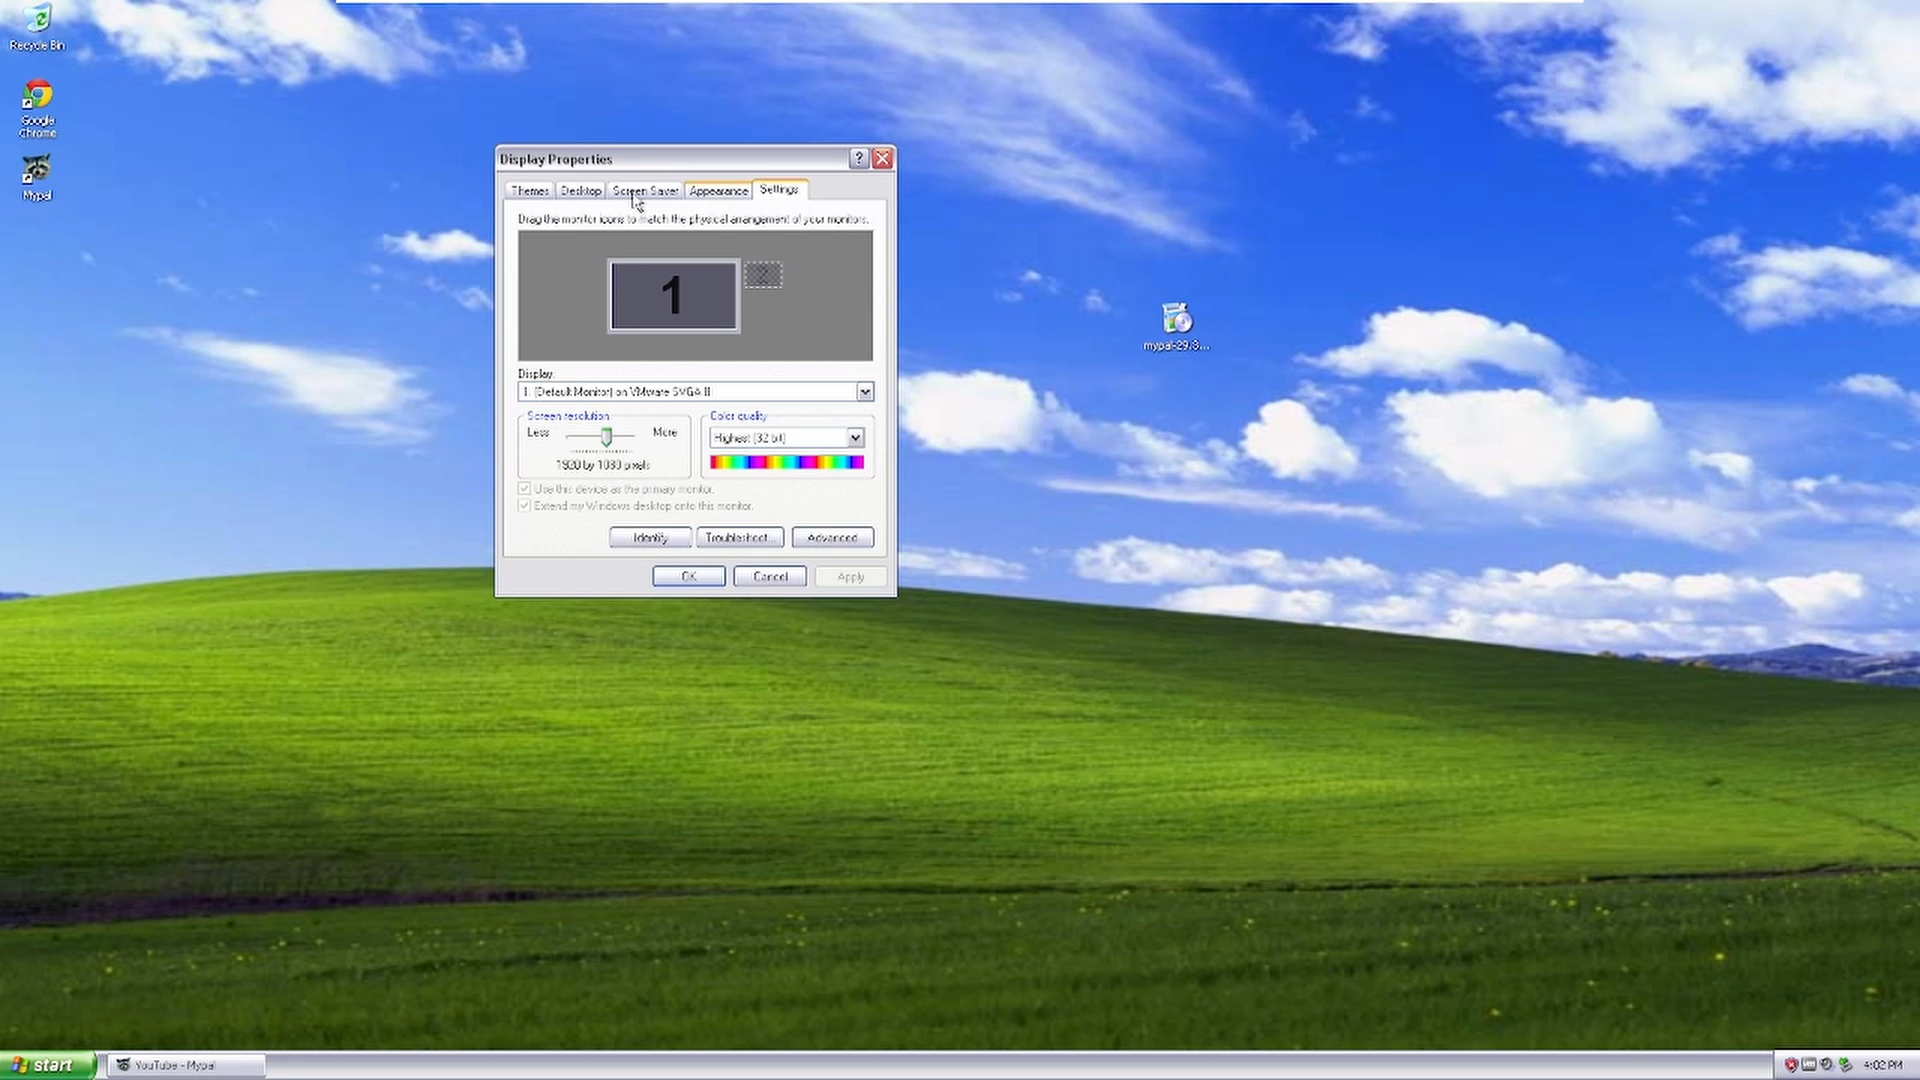 Recycle Bin
Google
Chrome
Mypal
Display Properties
Themes Desktop Screen Saver Appearance Settings
Drag the monitor icons to match the physical arrangement of your monitors.
1
2
Display:
1. (Default Monitor) on VMware SVGA II
Screen resolution
Less More
1920 by 1080 pixels
Color quality
Highest (32 bit)
Use this device as the primary monitor.
Extend my Windows desktop onto this monitor.
Identify Troubleshoot... Advanced
OK Cancel Apply
mypal-29.3...
start
YouTube - Mypal
4:02 PM